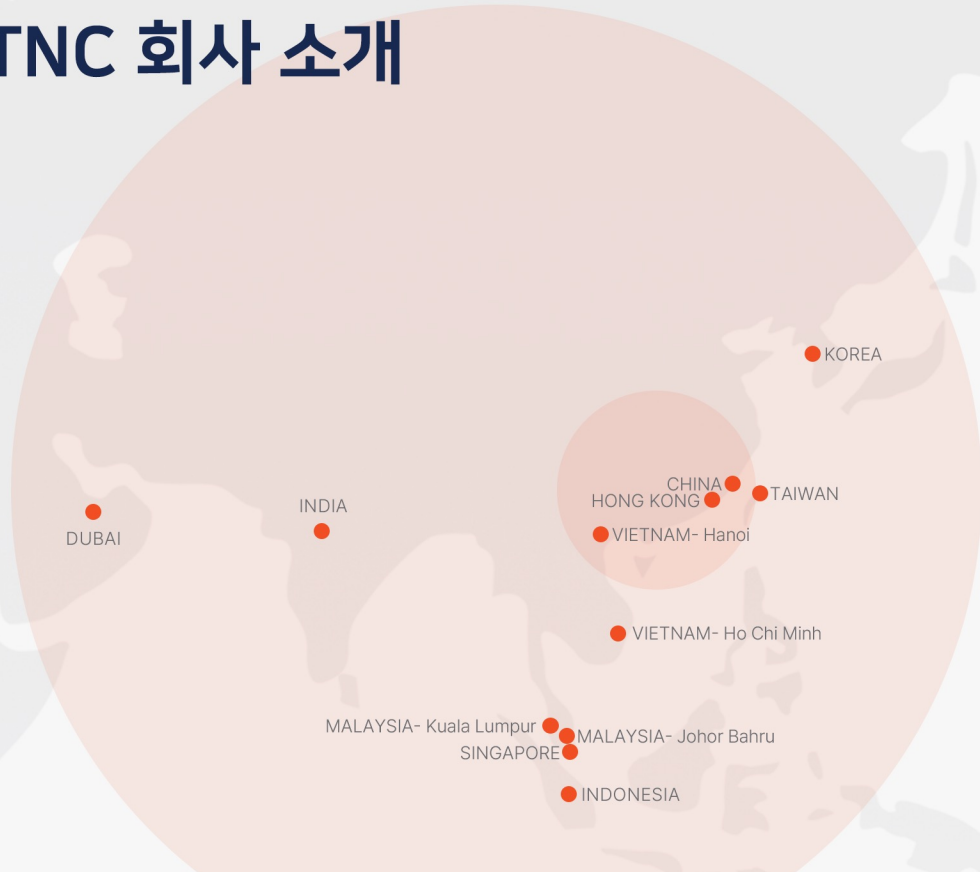 TNC 회사 소개
KOREA
CHINA
TAIWAN
HONG KONG
INDIA
DUBAI
VIETNAM- Hanoi
VIETNAM- Ho Chi Minh
MALAYSIA- Kuala Lumpur
MALAYSIA- Johor Bahru
SINGAPORE
INDONESIA